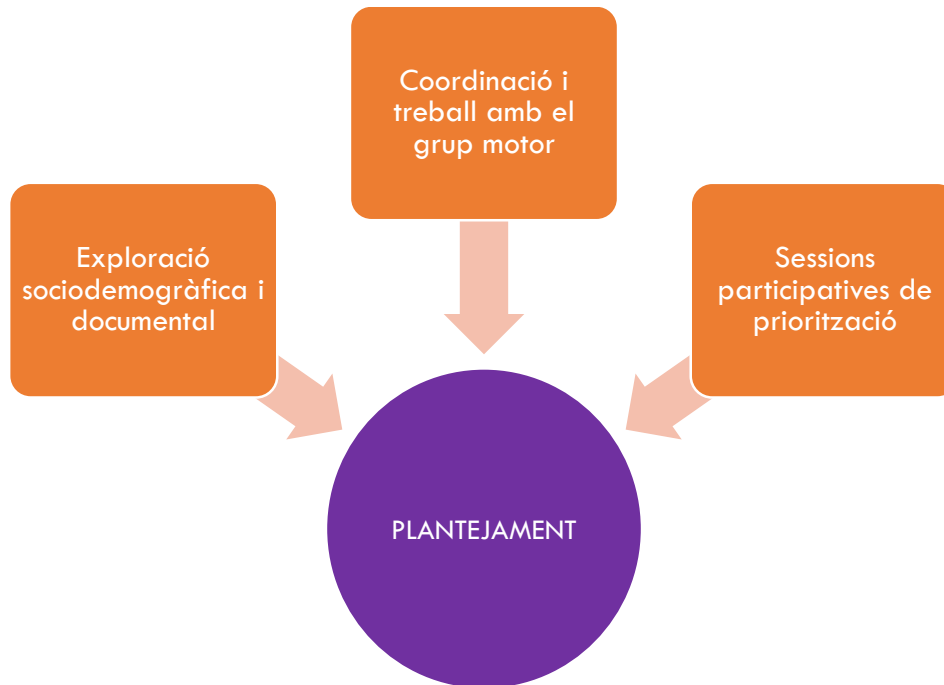 Coordinació i
treball amb el
grup motor
Exploració
sociodemogràfica i
documental
Sessions
participatives de
priorització
PLANTEJAMENT